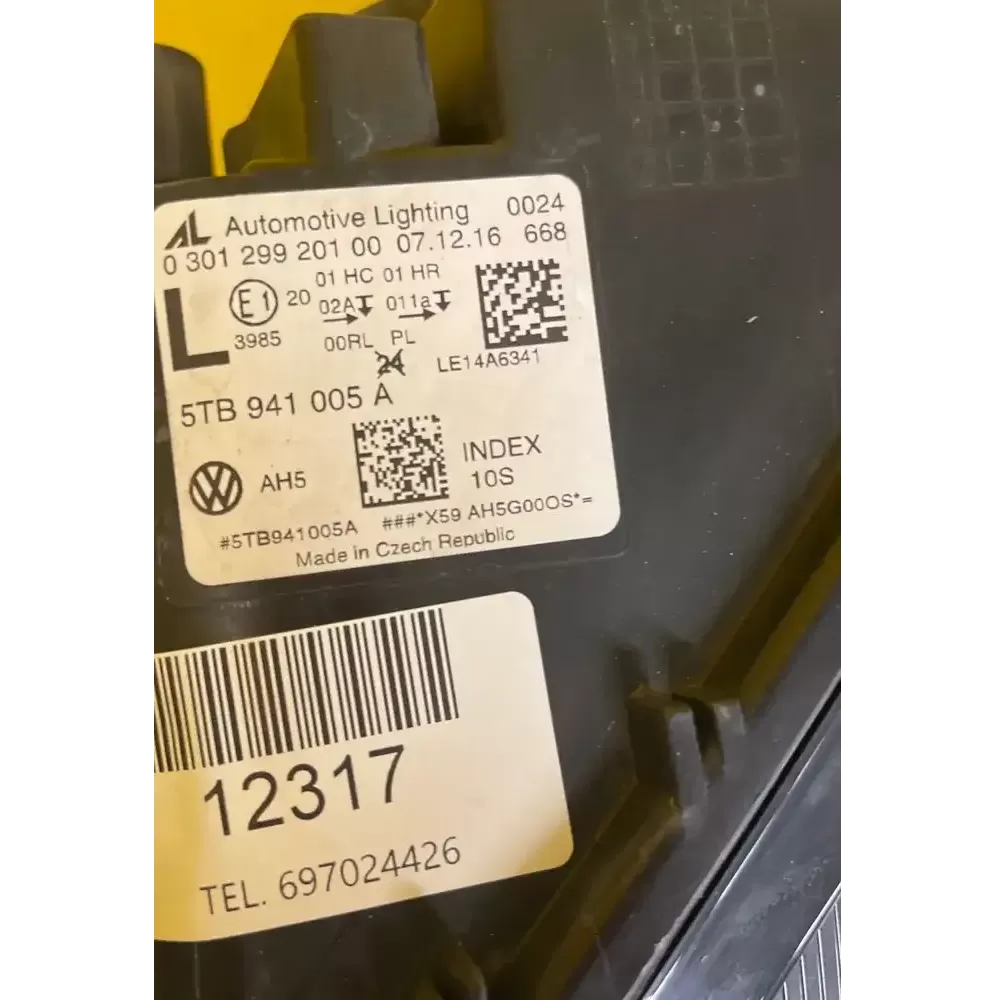 AL Automotive Lighting 0024
0 301 299 201 00 07.12.16 668
01 HC 01 HR
L E1 20 02A 011a
3985 00RL PL
24 LE14A6341
5TB 941 005 A
INDEX
VW AH5 10S
#5TB941005A ###*X59 AH5G00OS*=
Made in Czech Republic
12317
TEL. 697024426